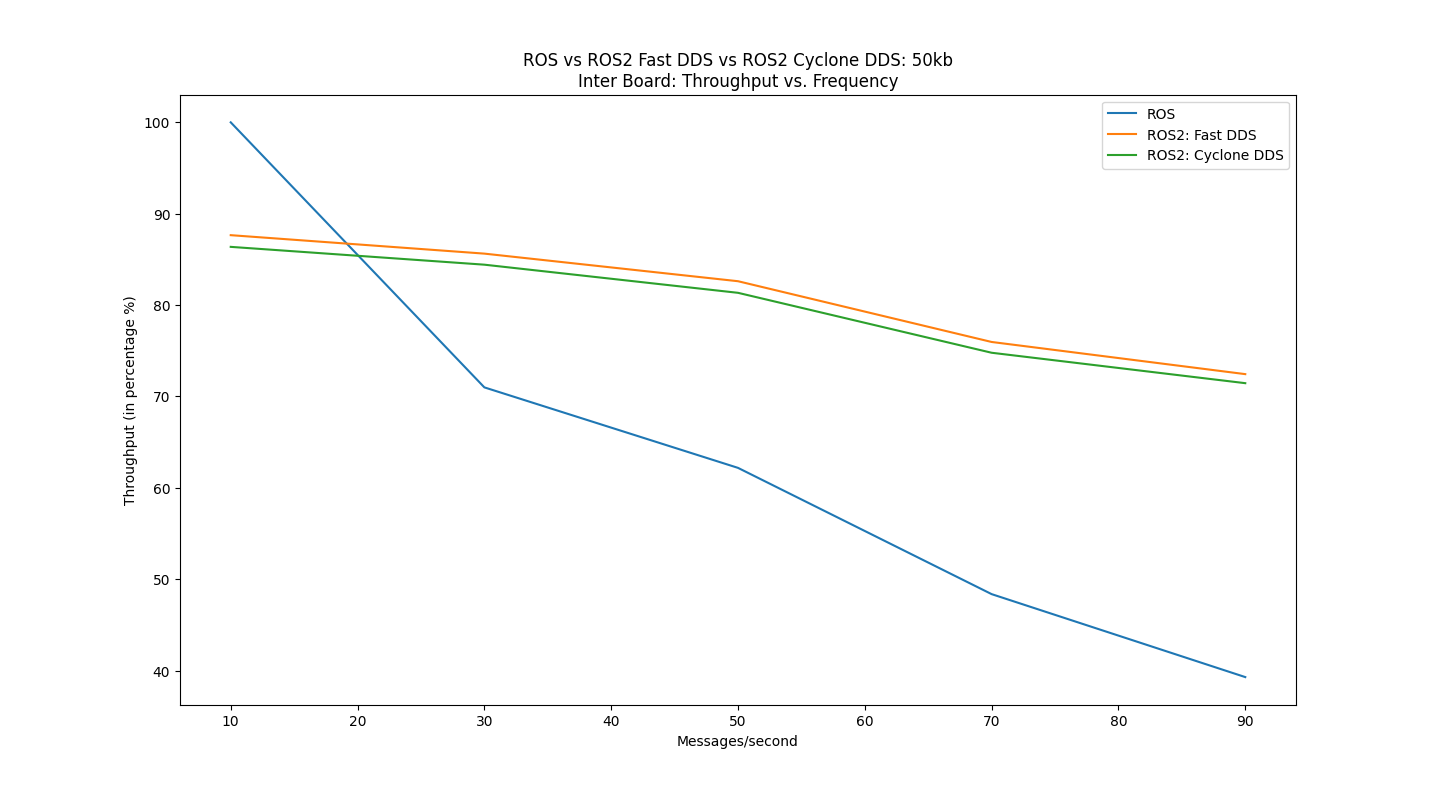 ROS vs ROS2 Fast DDS vs ROS2 Cyclone DDS: 50kb
Inter Board: Throughput vs. Frequency
ROS
ROS2: Fast DDS
ROS2: Cyclone DDS
Throughput (in percentage %)
100
90
80
70
60
50
40
10 20 30 40 50 60 70 80 90
Messages/second